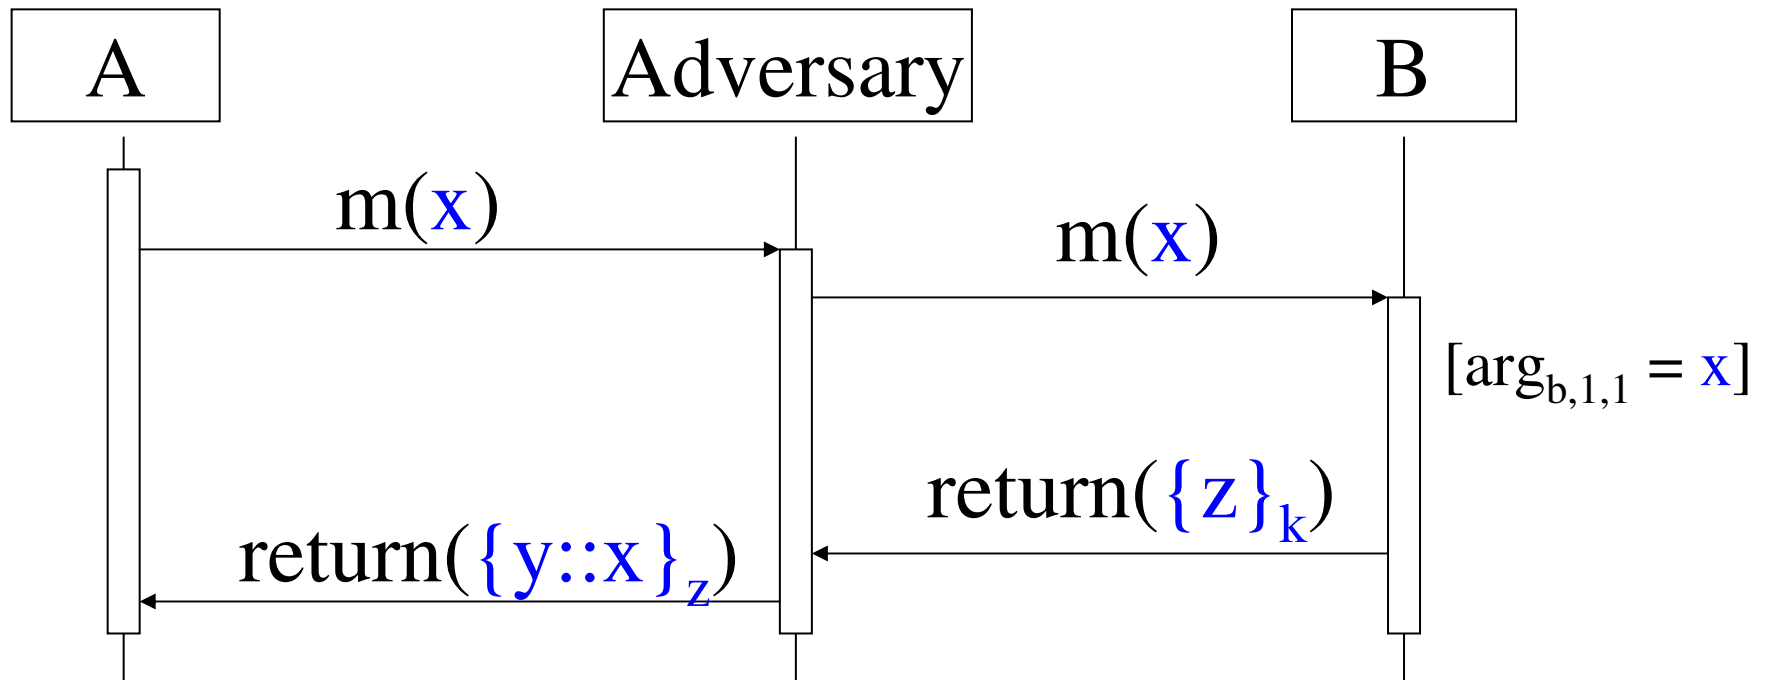 A
Adversary
B
m(x)
m(x)
[arg_b,1,1 = x]
return({z}_k)
return({y::x}_z)